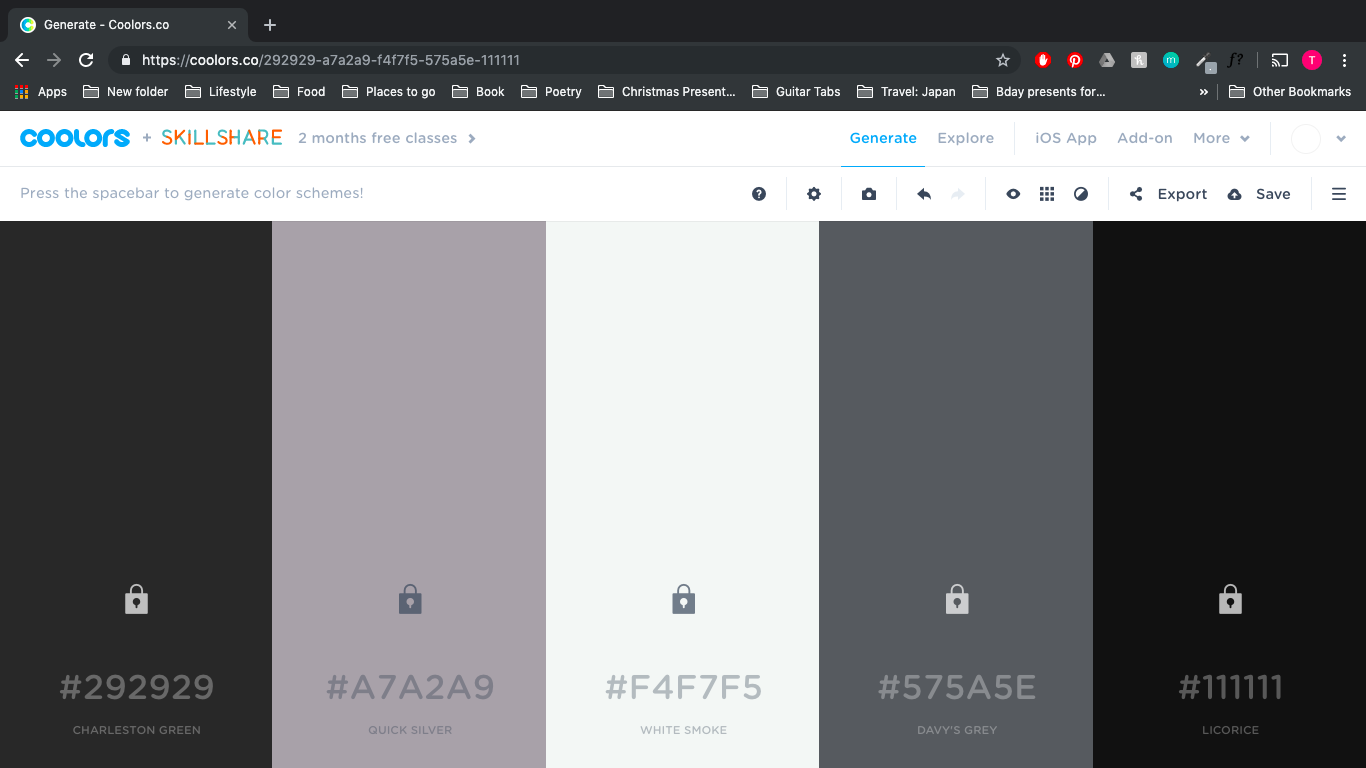 Generate - Coolors.co
https://coolors.co/292929-a7a2a9-f4f7f5-575a5e-111111
f?
T
Apps New folder Lifestyle Food Places to go Book Poetry Christmas Present... Guitar Tabs Travel: Japan Bday presents for... » Other Bookmarks
coolors + SKILLSHARE 2 months free classes Generate Explore iOS App Add-on More
Press the spacebar to generate color schemes! Export Save
#292929 #A7A2A9 #F4F7F5 #575A5E #111111
CHARLESTON GREEN QUICK SILVER WHITE SMOKE DAVY'S GREY LICORICE